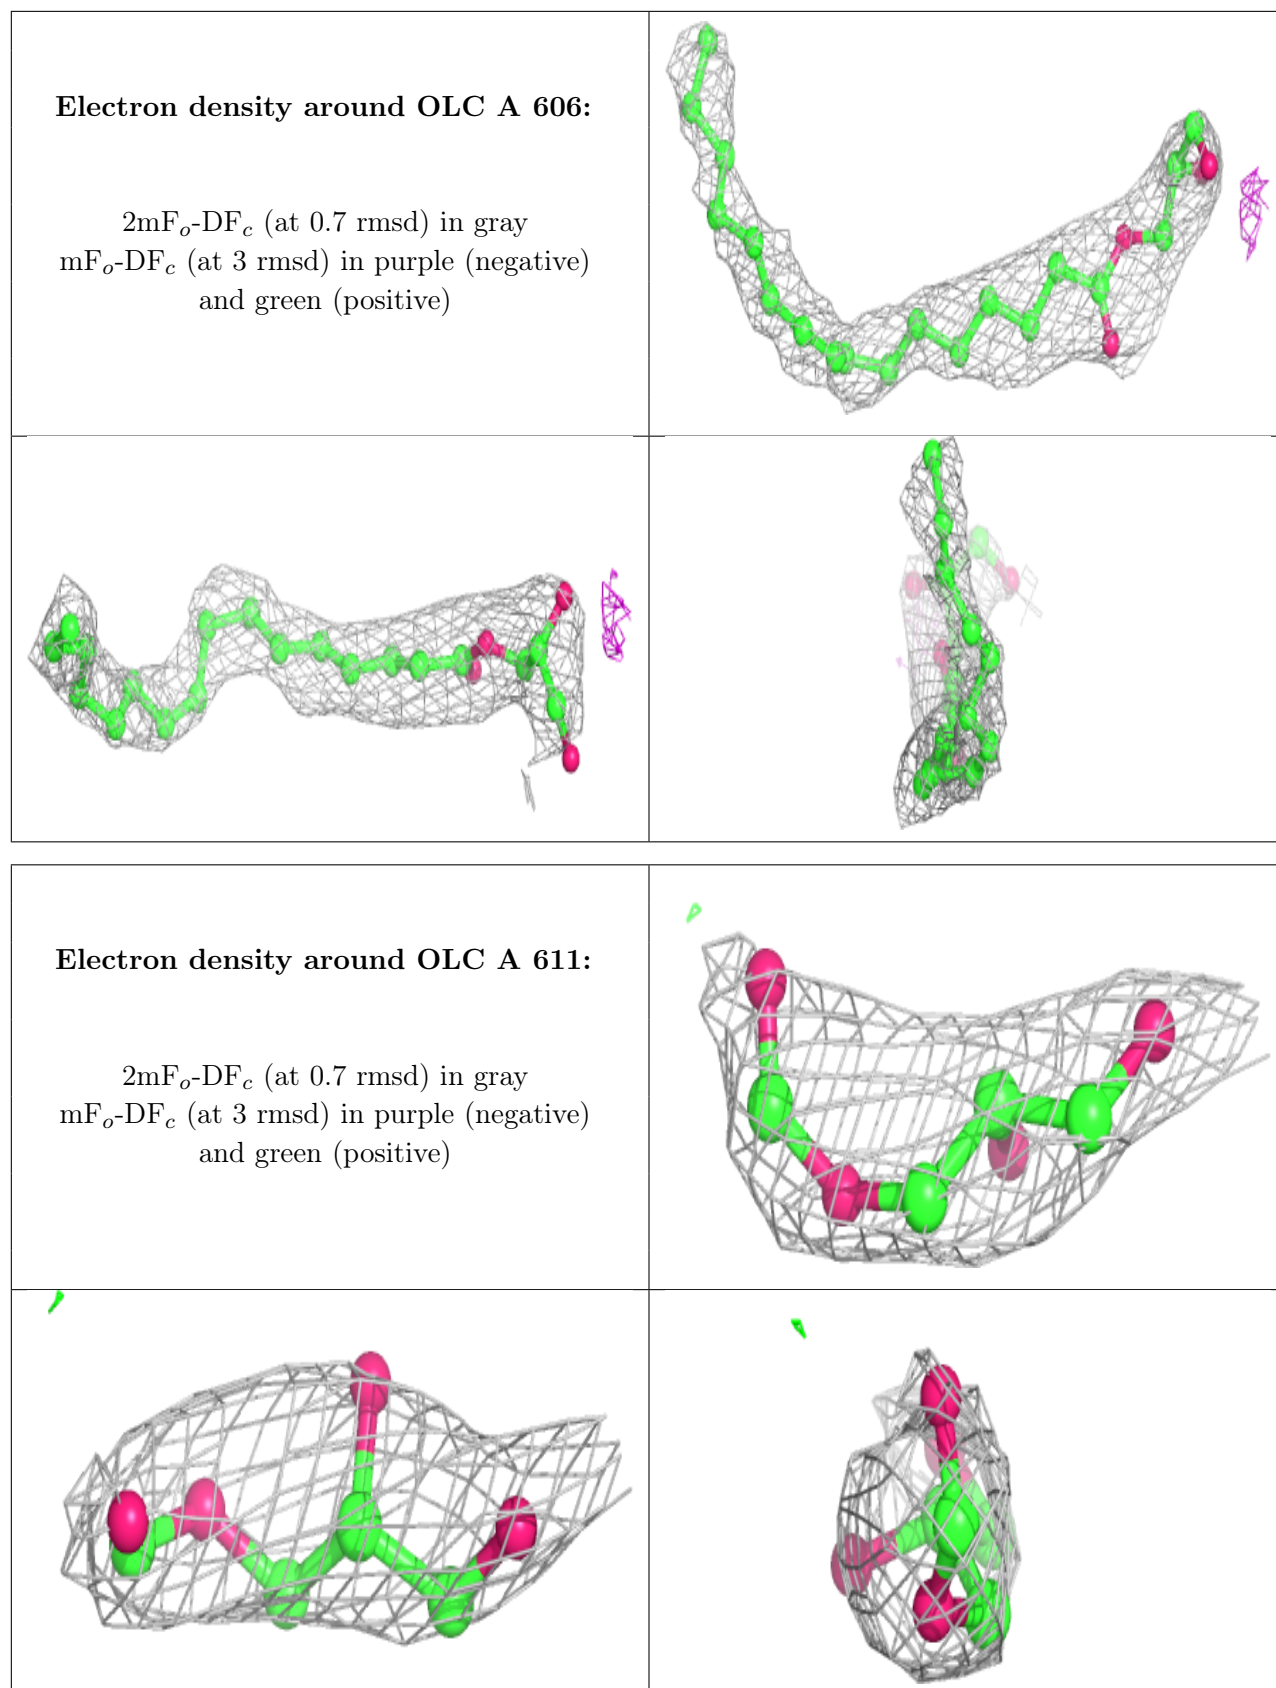 Electron density around OLC A 606:
2mFo-DFc (at 0.7 rmsd) in gray
mFo-DFc (at 3 rmsd) in purple (negative)
and green (positive)
Electron density around OLC A 611:
2mFo-DFc (at 0.7 rmsd) in gray
mFo-DFc (at 3 rmsd) in purple (negative)
and green (positive)